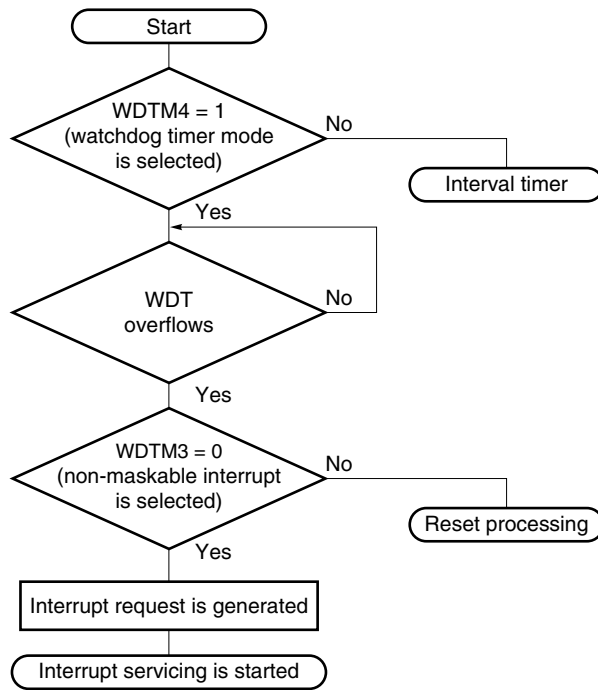 Start
WDTM4 = 1
(watchdog timer mode
is selected)
No
Interval timer
Yes
WDT
overflows
No
Yes
WDTM3 = 0
(non-maskable interrupt
is selected)
No
Reset processing
Yes
Interrupt request is generated
Interrupt servicing is started